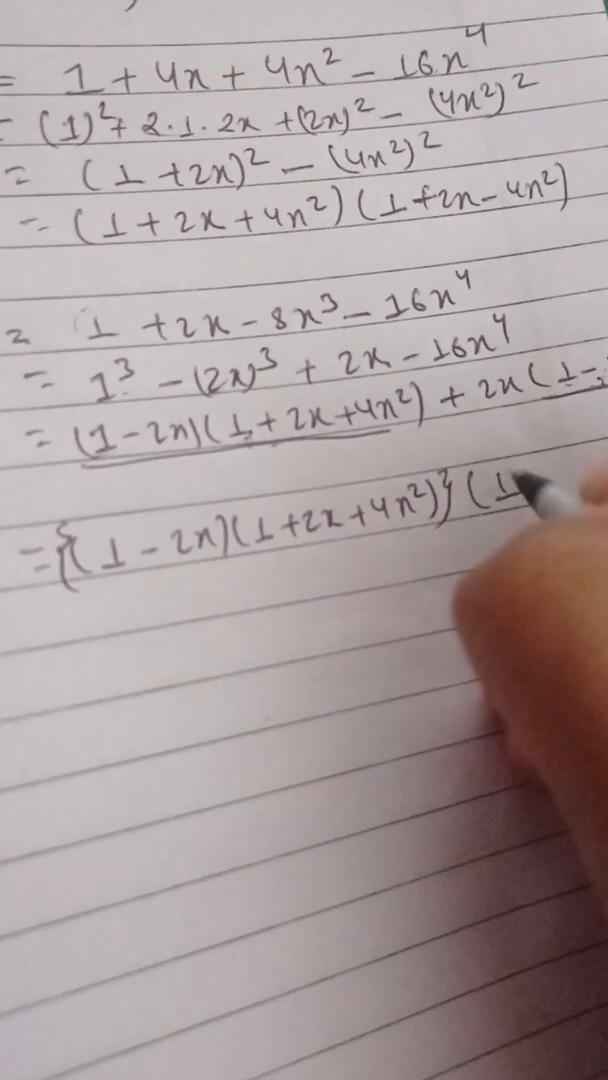 = 1 + 4x + 4x² - 16x⁴
= (1)² + 2·1·2x + (2x)² - (4x²)²
= (1 + 2x)² - (4x²)²
= (1 + 2x + 4x²) (1 + 2x - 4x²)
2 1 + 2x - 8x³ - 16x⁴
= 1³ - (2x)³ + 2x - 16x⁴
= (1 - 2x) (1 + 2x + 4x²) + 2x (1 -
= {(1 - 2x) (1 + 2x + 4x²)} (1